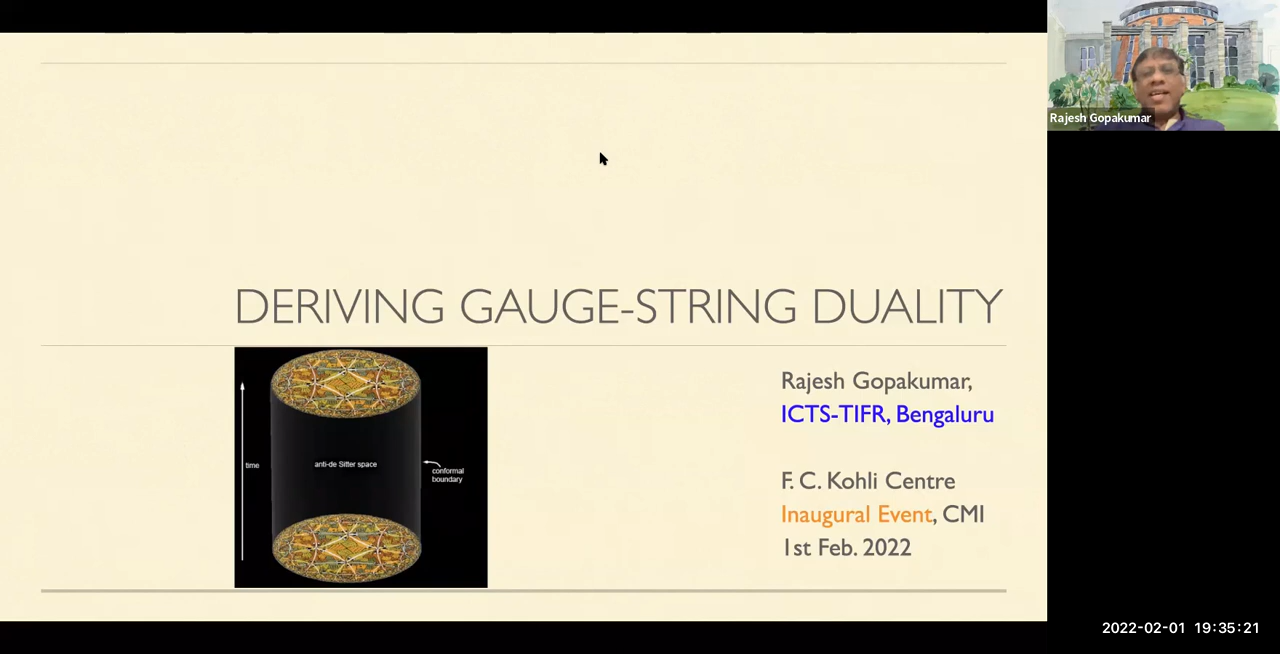 Rajesh Gopakumar
DERIVING GAUGE-STRING DUALITY
time
anti-de Sitter space
conformal
boundary
Rajesh Gopakumar,
ICTS-TIFR, Bengaluru
F. C. Kohli Centre
Inaugural Event, CMI
1st Feb. 2022
2022-02-01 19:35:21